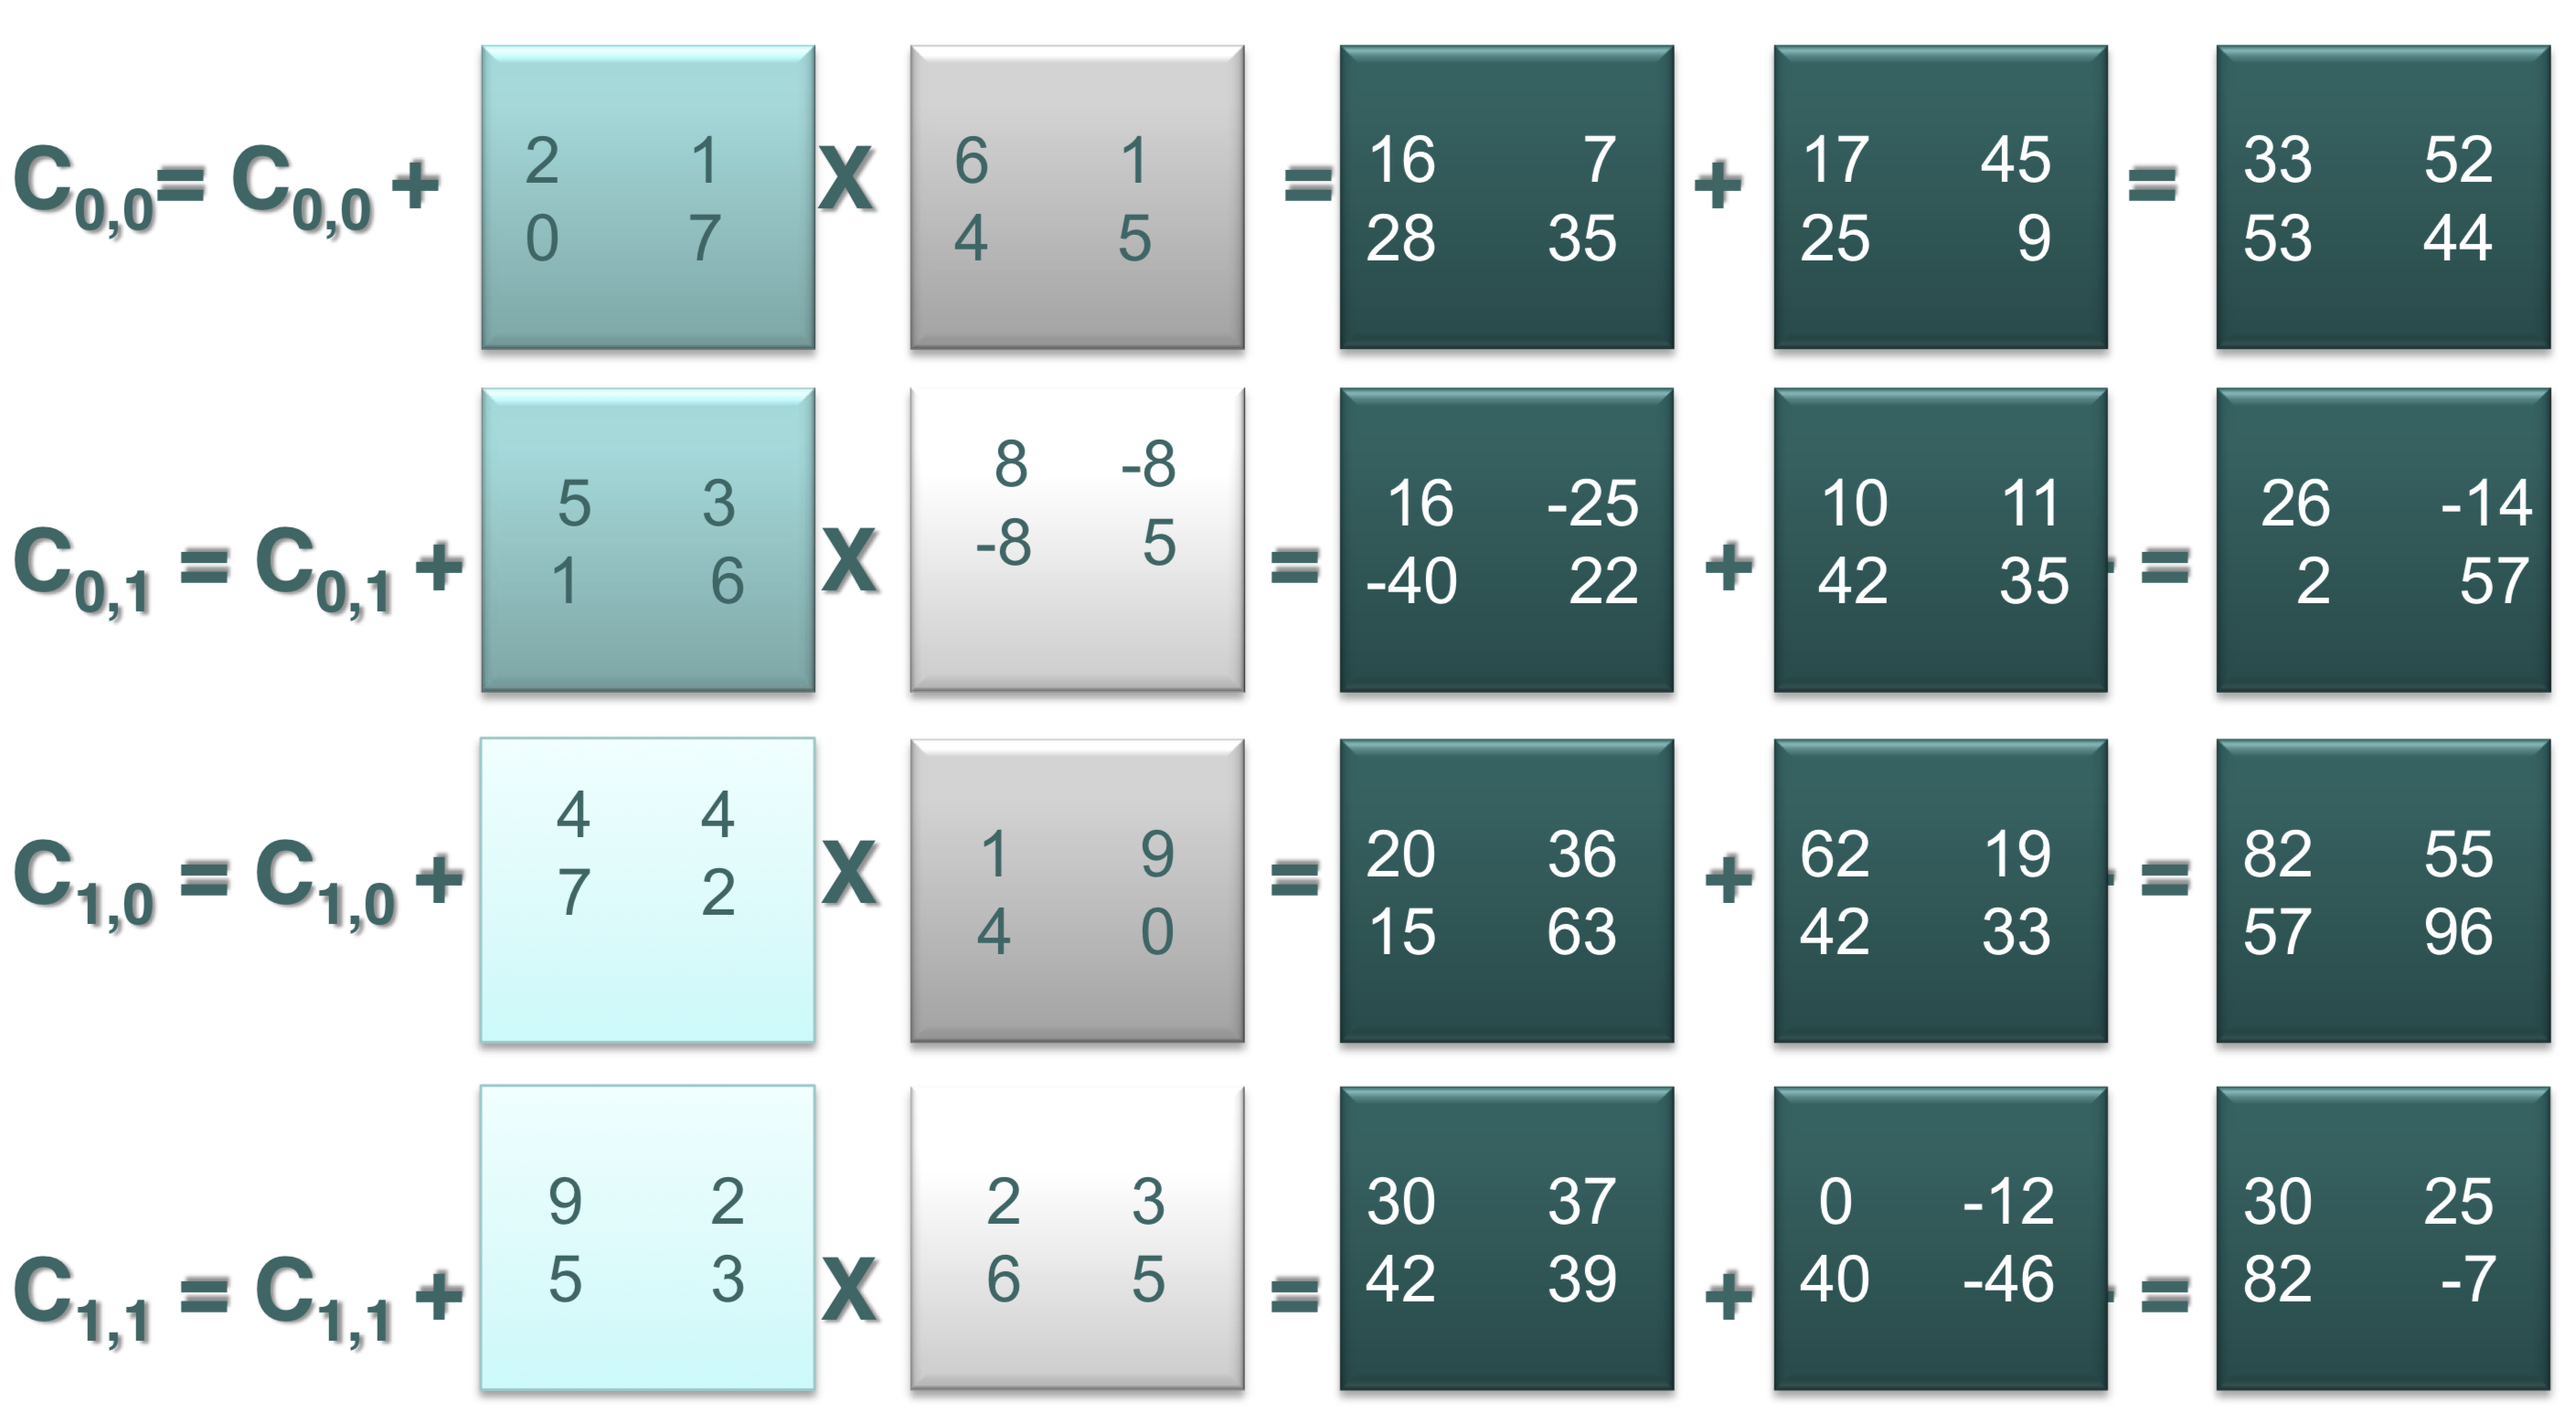 C0,0= C0,0 + 2 1 X 6 1 = 16 7 + 17 45 = 33 52
0 7 4 5 28 35 25 9 53 44
C0,1 = C0,1 + 5 3 X 8 -8 = 16 -25 + 10 11 = 26 -14
1 6 -8 5 -40 22 42 35 2 57
C1,0 = C1,0 + 4 4 X 1 9 = 20 36 + 62 19 = 82 55
7 2 4 0 15 63 42 33 57 96
C1,1 = C1,1 + 9 2 X 2 3 = 30 37 + 0 -12 = 30 25
5 3 6 5 42 39 40 -46 82 -7